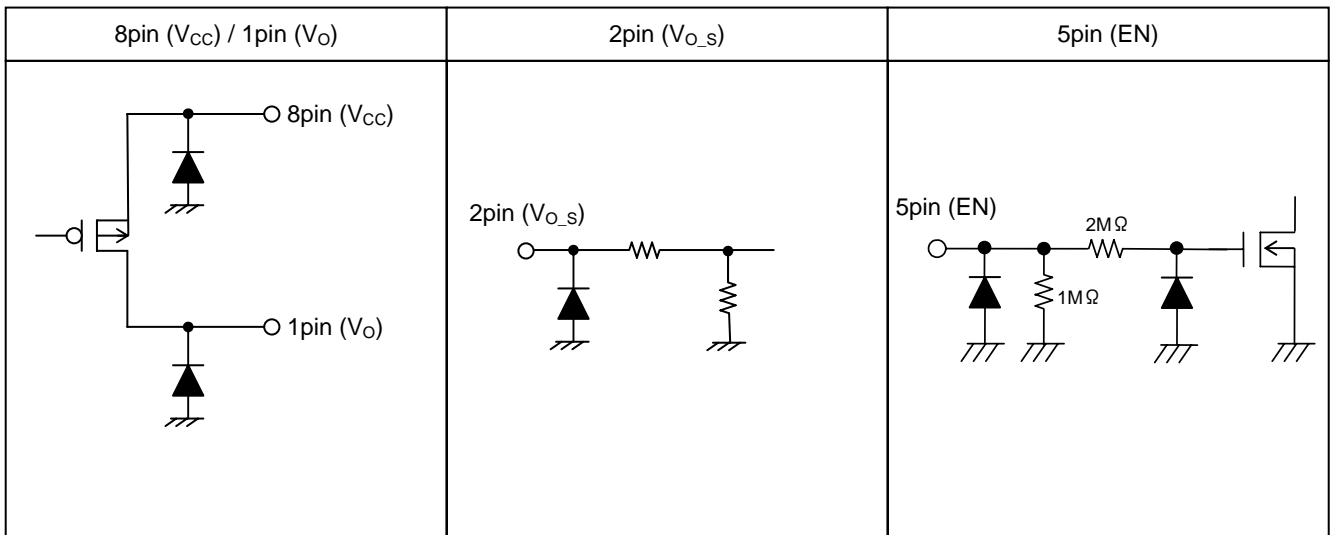 8pin (VCC) / 1pin (VO)
2pin (VO_S)
5pin (EN)
8pin (VCC)
1pin (VO)
2pin (VO_S)
5pin (EN)
2MΩ
1MΩ